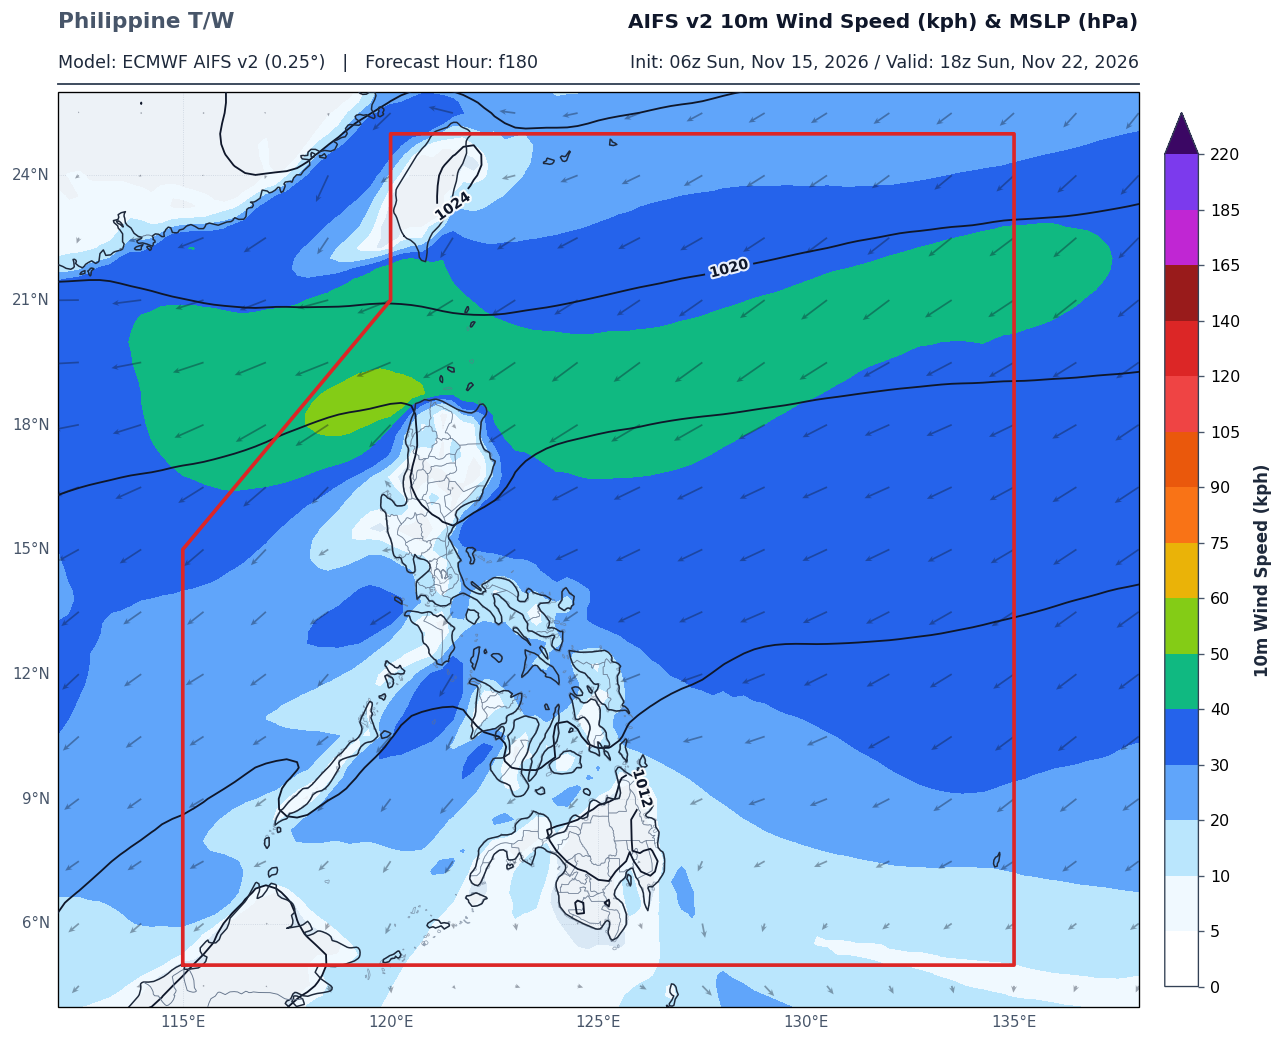 Philippine T/W
AIFS v2 10m Wind Speed (kph) & MSLP (hPa)
Model: ECMWF AIFS v2 (0.25°) | Forecast Hour: f180
Init: 06z Sun, Nov 15, 2026 / Valid: 18z Sun, Nov 22, 2026
24°N
21°N
18°N
15°N
12°N
9°N
6°N
115°E
120°E
125°E
130°E
135°E
1024
1020
1012
220
185
165
140
120
105
90
75
60
50
40
30
20
10
5
0
10m Wind Speed (kph)